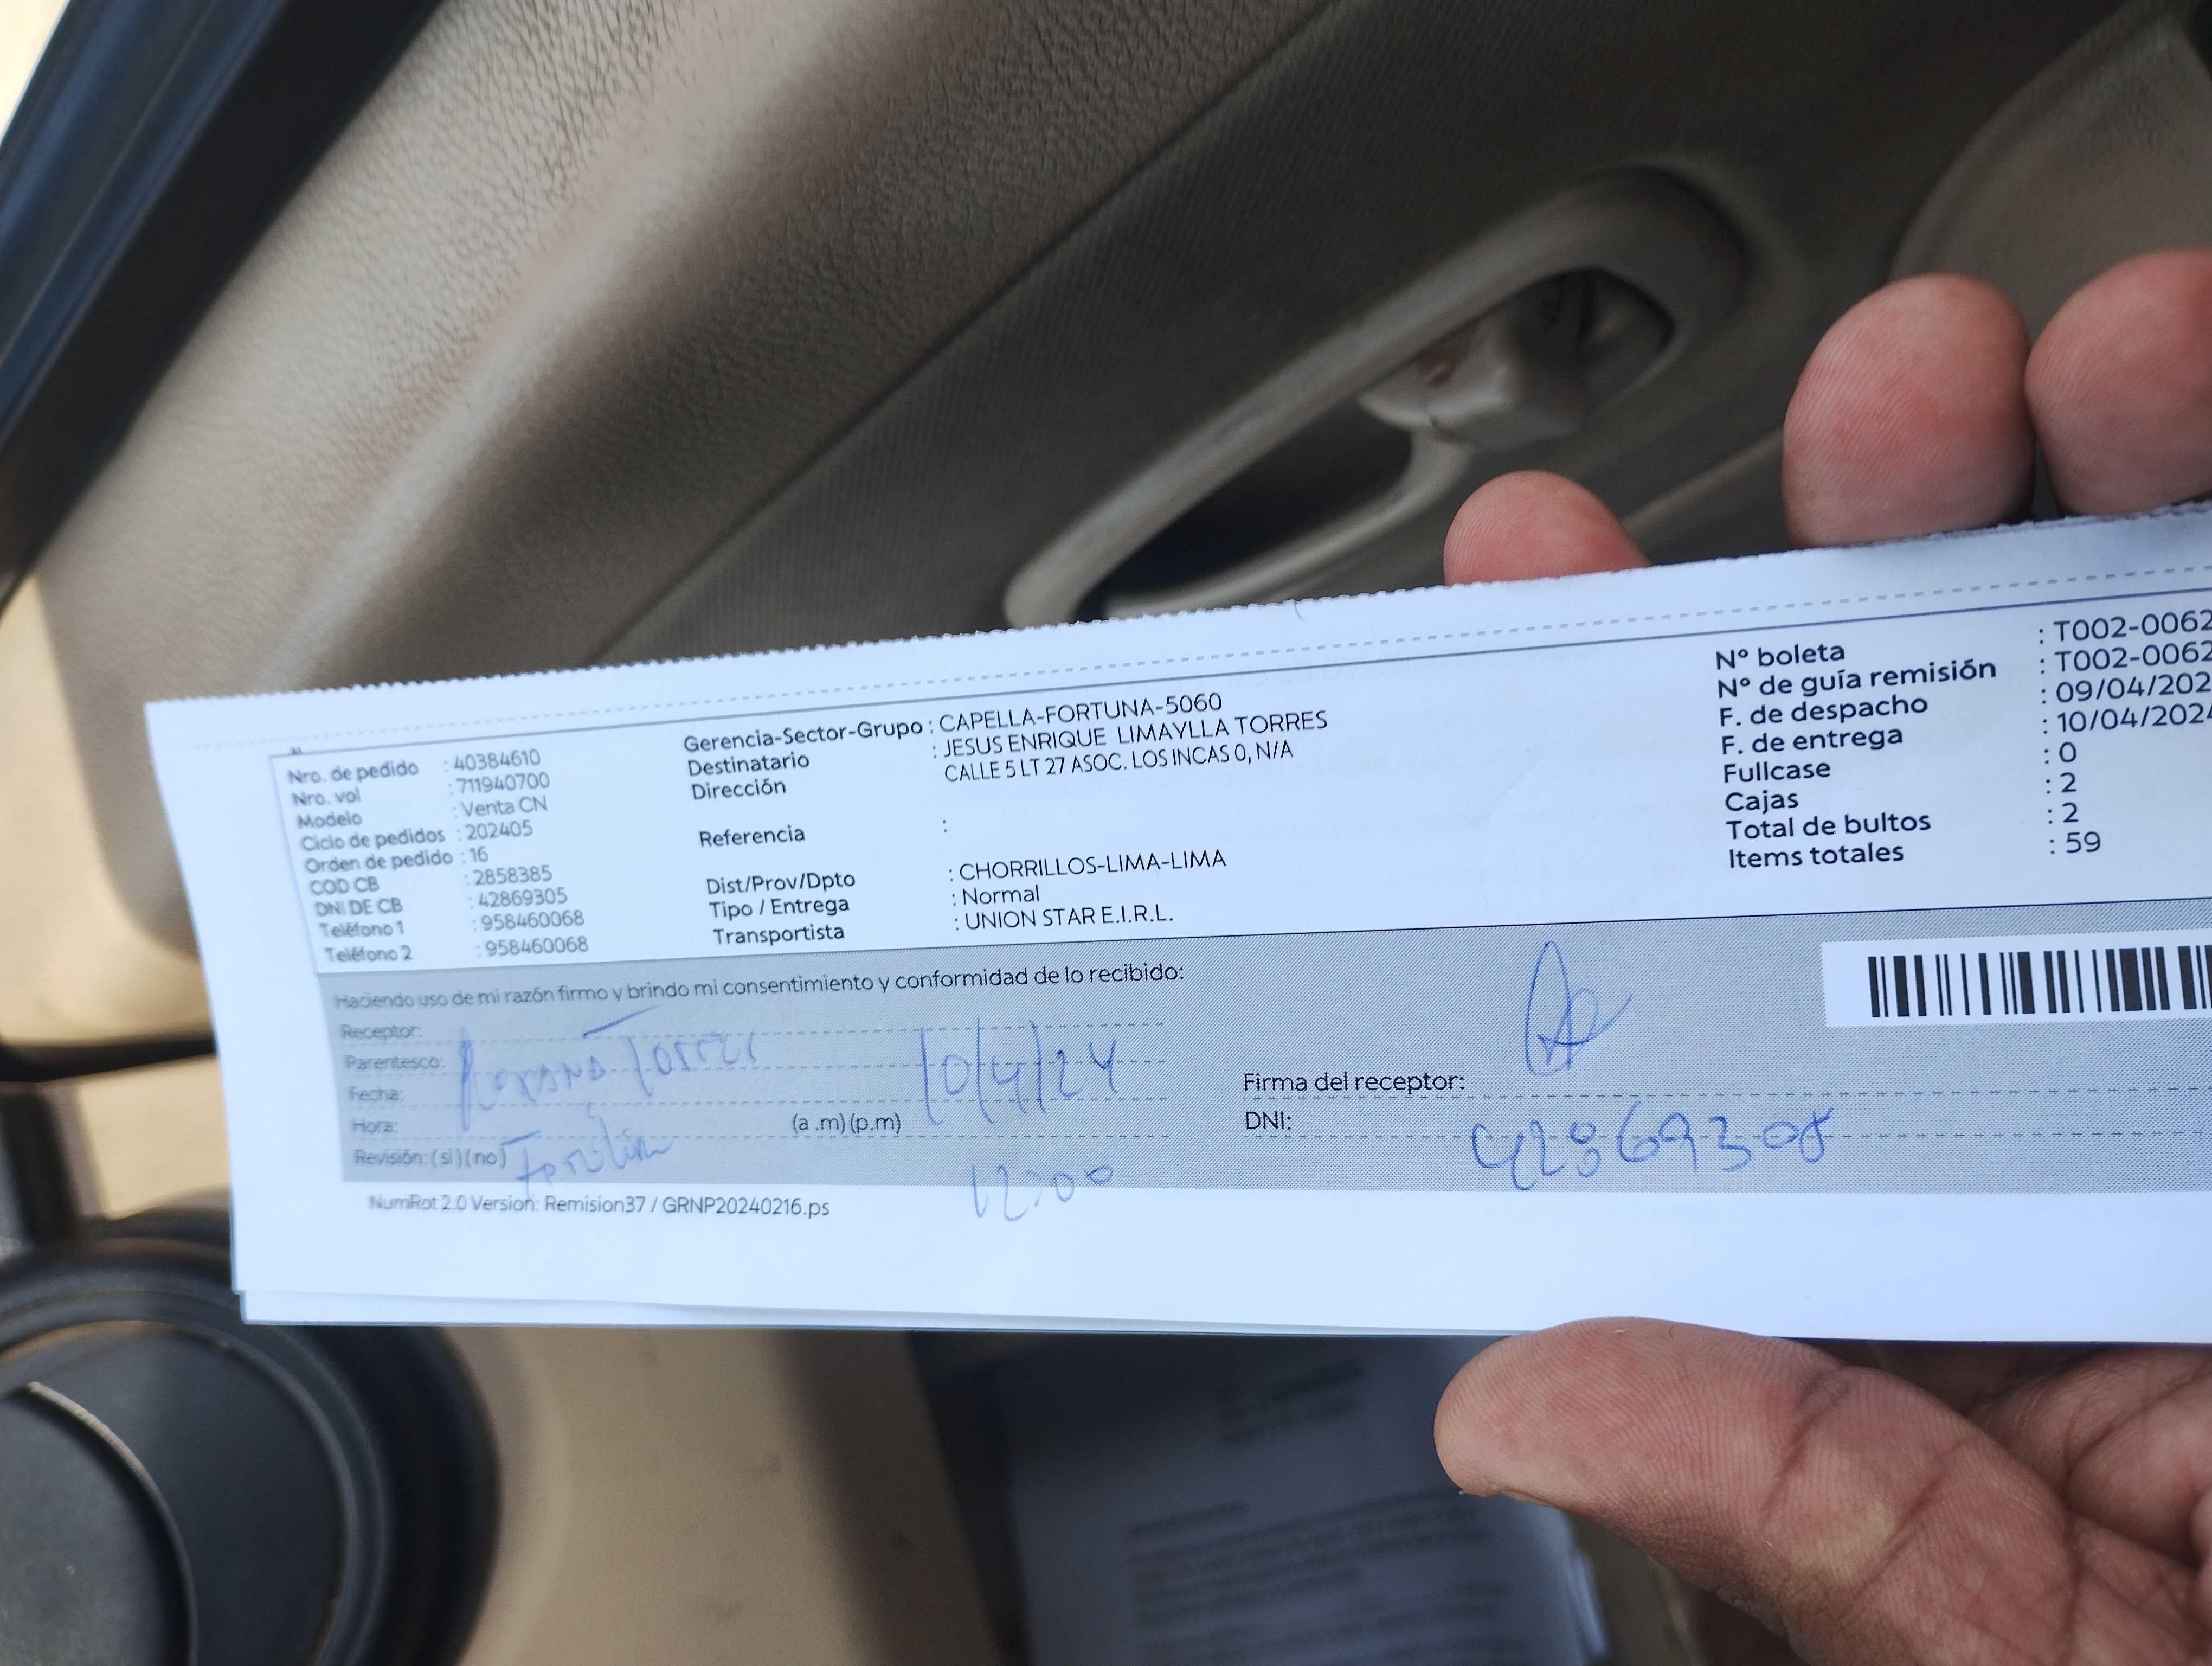 Nro. de pedido : 40384610
Nro. vol : 711940700
Modelo : Venta CN
Ciclo de pedidos : 202405
Orden de pedido : 16
COD CB : 2858385
DNI DE CB : 42869305
Teléfono 1 : 958460068
Teléfono 2 : 958460068
Gerencia-Sector-Grupo : CAPELLA-FORTUNA-5060
Destinatario : JESUS ENRIQUE LIMAYLLA TORRES
Dirección CALLE 5 LT 27 ASOC. LOS INCAS 0, N/A
Referencia :
Dist/Prov/Dpto : CHORRILLOS-LIMA-LIMA
Tipo / Entrega : Normal
Transportista : UNION STAR E.I.R.L.
Nº boleta : T002-0062
Nº de guía remisión : T002-0062
F. de despacho : 09/04/202
F. de entrega : 10/04/2024
Fullcase : 0
Cajas : 2
Total de bultos : 2
Items totales : 59
Haciendo uso de mi razón firmo y brindo mi consentimiento y conformidad de lo recibido:
Receptor:
Parentesco: Torres 10/4/24
Fecha:
Hora: (a .m)(p.m)
Revisión: (si)(no) 12:00
Firma del receptor:
DNI: 42869305
NumRot 2.0 Version: Remision37 / GRNP20240216.ps